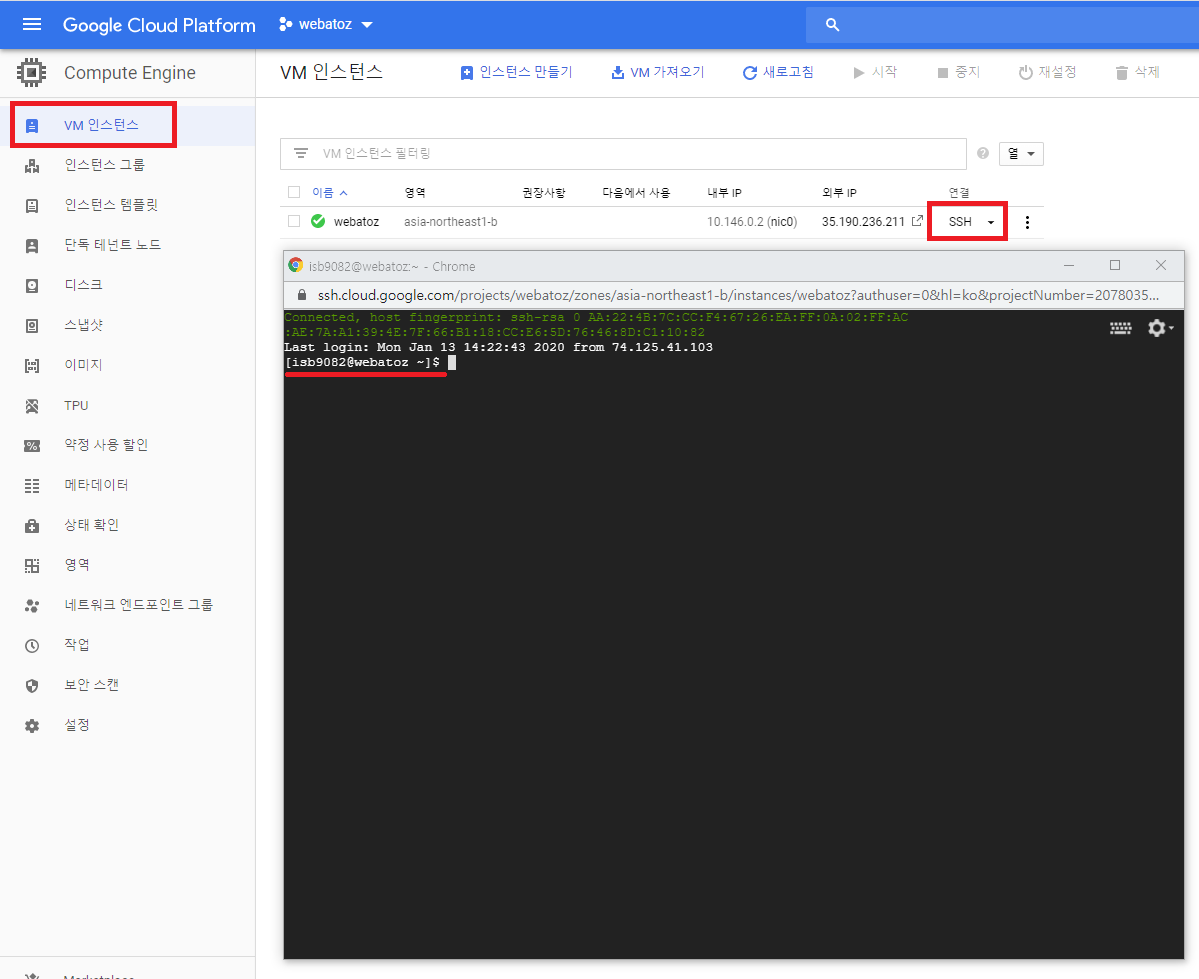 Google Cloud Platform webatoz
Compute Engine
VM 인스턴스 인스턴스 만들기 VM 가져오기 새로고침 시작 중지 재설정 삭제
VM 인스턴스
인스턴스 그룹
인스턴스 템플릿
단독 테넌트 노드
디스크
스냅샷
이미지
TPU
약정 사용 할인
메타데이터
상태 확인
영역
네트워크 엔드포인트 그룹
작업
보안 스캔
설정
Marketplace
VM 인스턴스 필터링 열
이름 영역 권장사항 다음에서 사용 내부 IP 외부 IP 연결
webatoz asia-northeast1-b 10.146.0.2 (nic0) 35.190.236.211 SSH
isb9082@webatoz:~ - Chrome
ssh.cloud.google.com/projects/webatoz/zones/asia-northeast1-b/instances/webatoz?authuser=0&hl=ko&projectNumber=2078035...
Connected, host fingerprint: ssh-rsa 0 AA:22:4B:7C:CC:F4:67:26:EA:FF:0A:02:FF:AC
:AE:7A:A1:39:4E:7F:66:B1:18:CC:E6:5D:76:46:8D:C1:10:82
Last login: Mon Jan 13 14:22:43 2020 from 74.125.41.103
[isb9082@webatoz ~]$